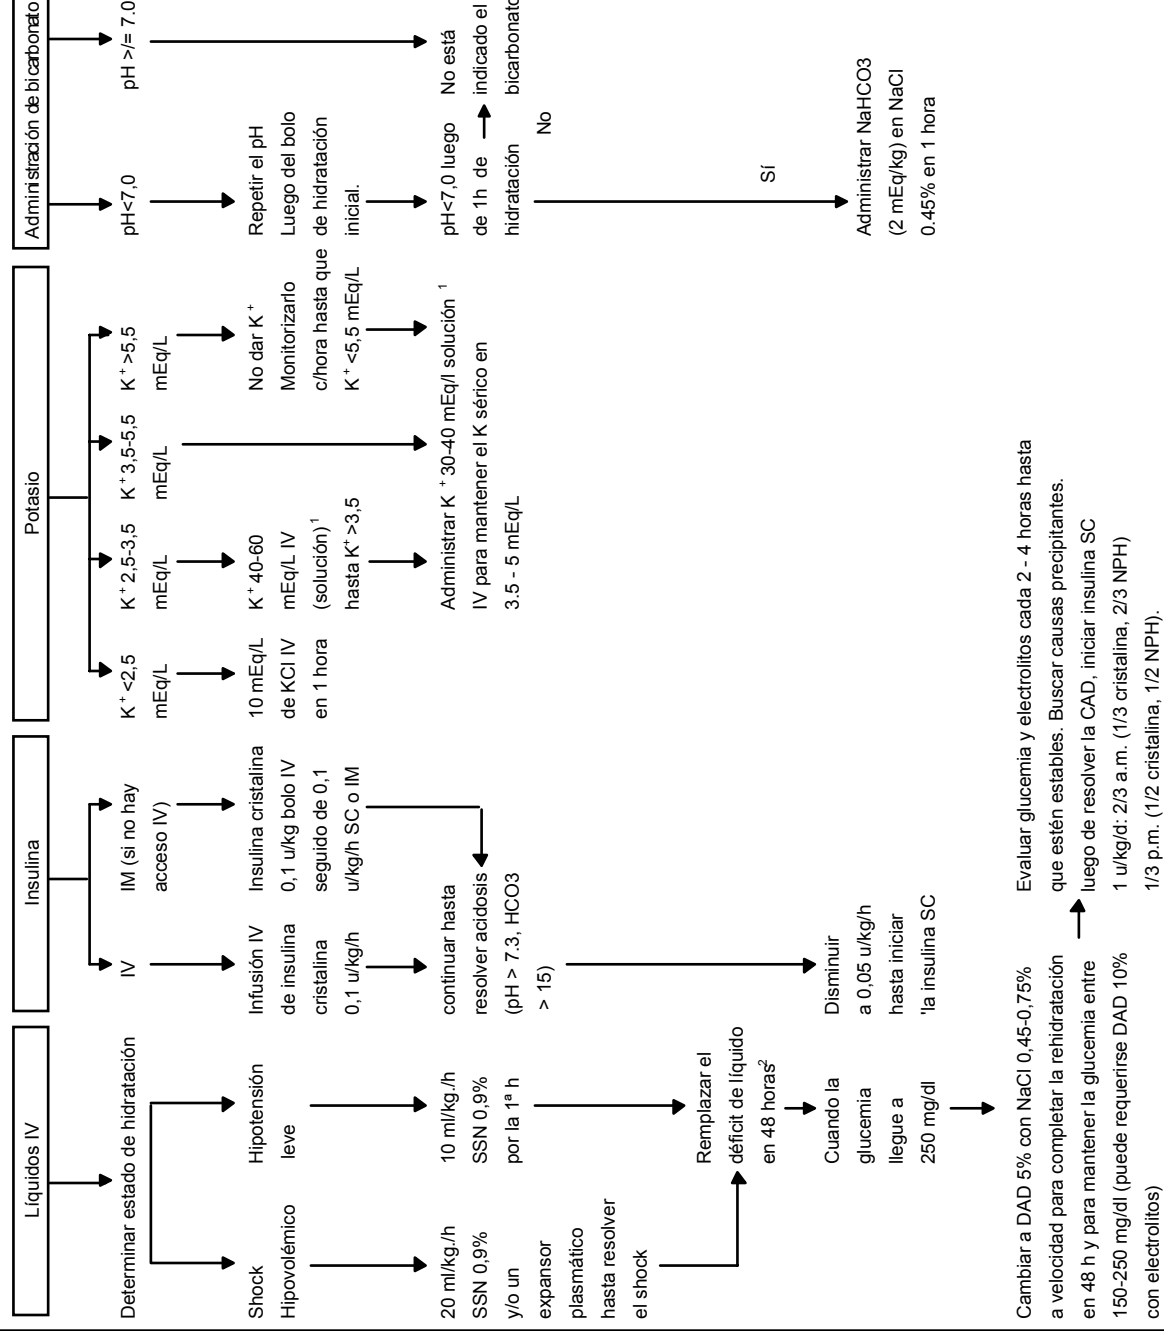 Líquidos IV
Determinar estado de hidratación
Shock
Hipovolémico
20 ml/kg./h
SSN 0,9%
y/o un
expansor
plasmático
hasta resolver
el shock
Hipotensión
leve
10 ml/kg./h
SSN 0,9%
por la 1ª h
Remplazar el
déficit de líquido
en 48 horas²
Cuando la
glucemia
llegue a
250 mg/dl
Cambiar a DAD 5% con NaCl 0,45-0,75%
a velocidad para completar la rehidratación
en 48 h y para mantener la glucemia entre
150-250 mg/dl (puede requerirse DAD 10%
con electrolitos)
Insulina
IV
Infusión IV
de insulina
cristalina
0,1 u/kg/h
continuar hasta
resolver acidosis
(pH > 7.3, HCO3
> 15)
Disminuir
a 0,05 u/kg/h
hasta iniciar
'la insulina SC
IM (si no hay
acceso IV)
Insulina cristalina
0,1 u/kg bolo IV
seguido de 0,1
u/kg/h SC o IM
Evaluar glucemia y electrolitos cada 2 - 4 horas hasta
que estén estables. Buscar causas precipitantes.
luego de resolver la CAD, iniciar insulina SC
1 u/kg/d: 2/3 a.m. (1/3 cristalina, 2/3 NPH)
1/3 p.m. (1/2 cristalina, 1/2 NPH).
Potasio
K⁺ <2,5
mEq/L
10 mEq/L
de KCl IV
en 1 hora
K⁺ 2,5-3,5
mEq/L
K⁺ 40-60
mEq/L IV
(solución)¹
hasta K⁺ >3,5
K⁺ 3,5-5,5
mEq/L
K⁺ >5,5
mEq/L
No dar K⁺
Monitorizarlo
c/hora hasta que
K⁺ <5,5 mEq/L
Administrar K⁺ 30-40 mEq/l solución ¹
IV para mantener el K sérico en
3.5 - 5 mEq/L
Administración de bicarbonato
pH<7,0
Repetir el pH
Luego del bolo
de hidratación
inicial.
pH<7,0 luego
de 1h de
hidratación
No
Sí
Administrar NaHCO3
(2 mEq/kg) en NaCl
0.45% en 1 hora
pH >/= 7.0
No está
indicado el
bicarbonato